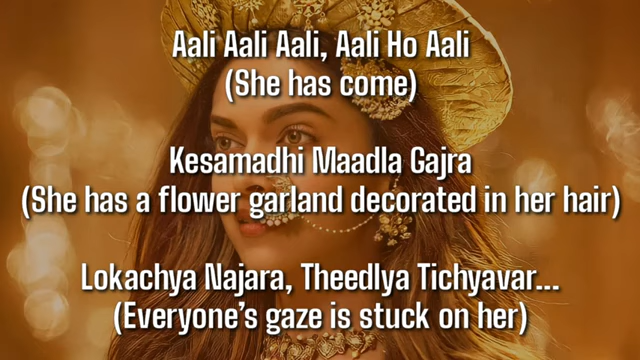 Aali Aali Aali, Aali Ho Aali
(She has come)
Kesamadhi Maadla Gajra
(She has a flower garland decorated in her hair)
Lokachya Najara, Theedlya Tichyavar...
(Everyone's gaze is stuck on her)